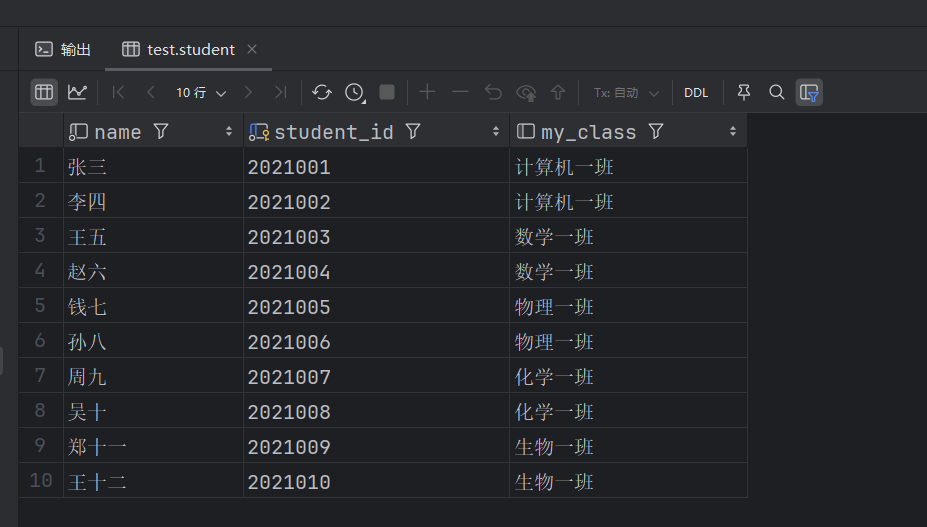 输出 test.student
10 行 Tx: 自动 DDL
name student_id my_class
1 张三 2021001 计算机一班
2 李四 2021002 计算机一班
3 王五 2021003 数学一班
4 赵六 2021004 数学一班
5 钱七 2021005 物理一班
6 孙八 2021006 物理一班
7 周九 2021007 化学一班
8 吴十 2021008 化学一班
9 郑十一 2021009 生物一班
10 王十二 2021010 生物一班